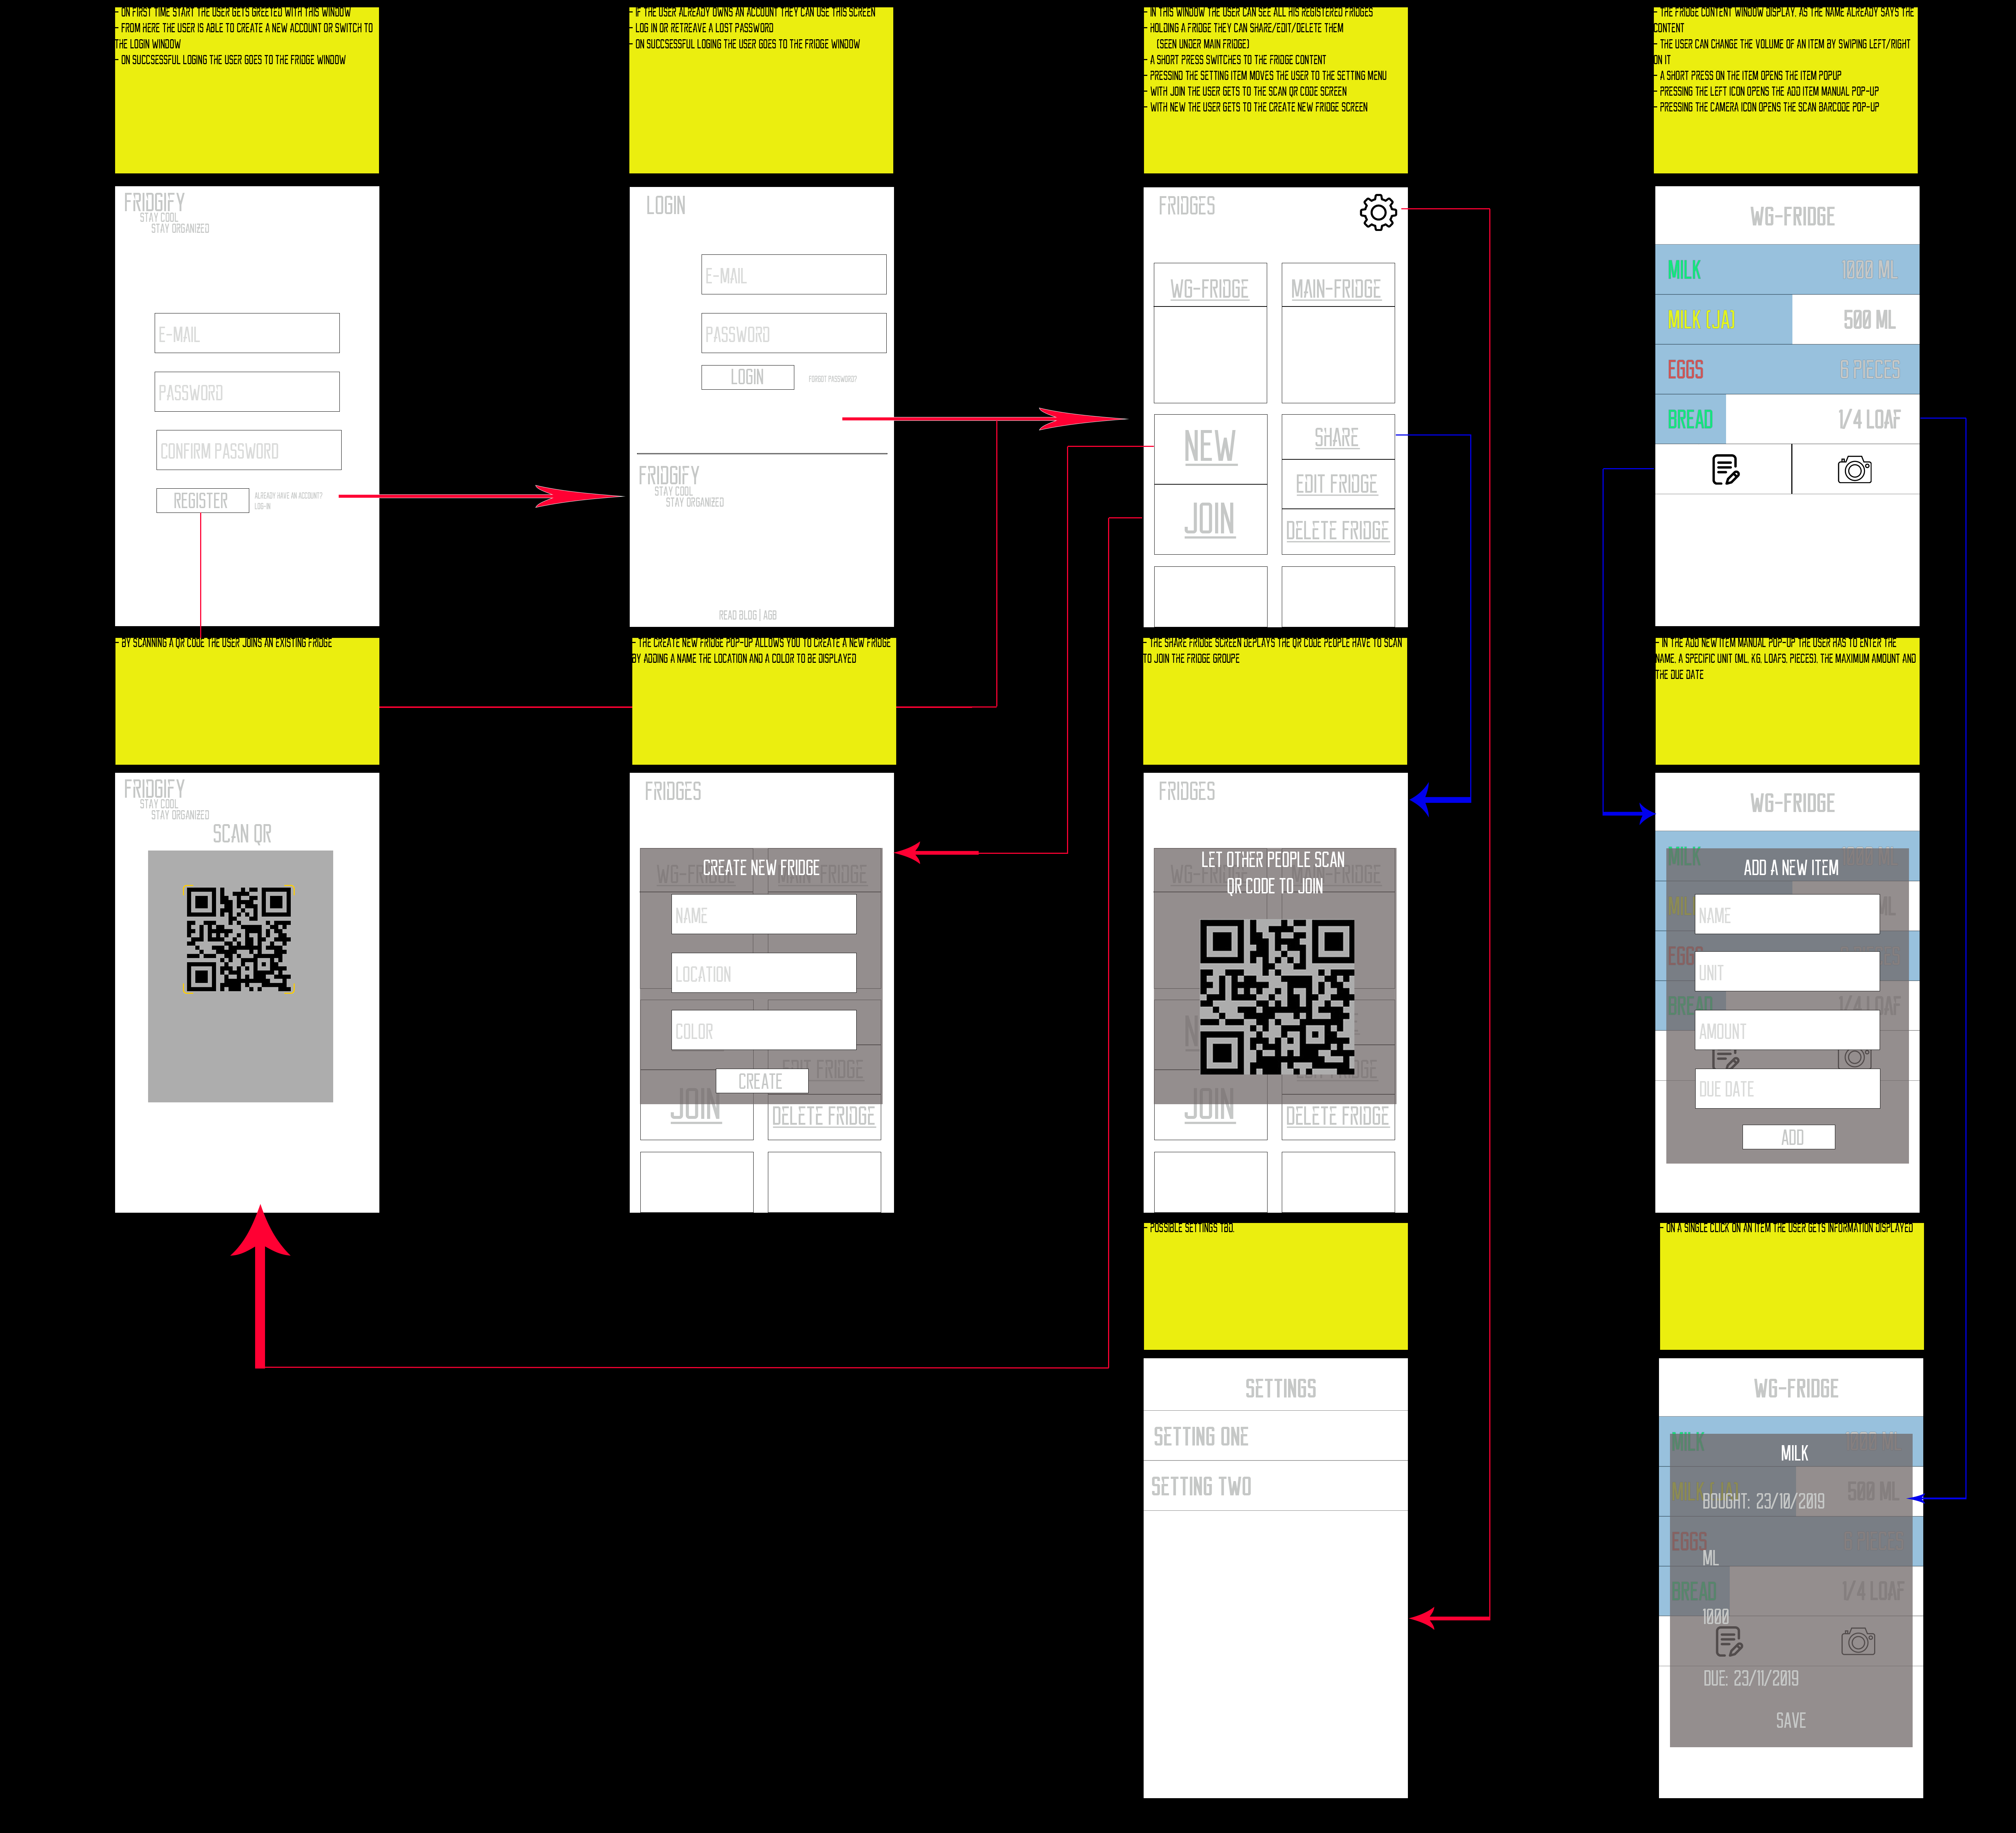 - ON FIRST TIME START THE USER GETS GREETED WITH THIS WINDOW
- FROM HERE THE USER IS ABLE TO CREATE A NEW ACCOUNT OR SWITCH TO
THE LOGIN WINDOW
- ON SUCCSESSFUL LOGING THE USER GOES TO THE FRIDGE WINDOW
FRIDGIFY
STAY COOL
STAY ORGANIZED
E-MAIL
PASSWORD
CONFIRM PASSWORD
REGISTER
ALREADY HAVE AN ACCOUNT?
LOG-IN
- IF THE USER ALREADY OWNS AN ACCOUNT THEY CAN USE THIS SCREEN
- LOG IN OR RETREAVE A LOST PASSWORD
- ON SUCCSESSFUL LOGING THE USER GOES TO THE FRIDGE WINDOW
LOGIN
E-MAIL
PASSWORD
LOGIN
FORGOT PASSWORD?
FRIDGIFY
STAY COOL
STAY ORGANIZED
READ BLOG | AGB
- IN THIS WINDOW THE USER CAN SEE ALL HIS REGISTERED FRIDGES
- HOLDING A FRIDGE THEY CAN SHARE/EDIT/DELETE THEM
(SEEN UNDER MAIN FRIDGE)
- A SHORT PRESS SWITCHES TO THE FRIDGE CONTENT
- PRESSIND THE SETTING ITEM MOVES THE USER TO THE SETTING MENU
- WITH JOIN THE USER GETS TO THE SCAN QR CODE SCREEN
- WITH NEW THE USER GETS TO THE CREATE NEW FRIDGE SCREEN
FRIDGES
WG-FRIDGE
MAIN-FRIDGE
NEW
JOIN
SHARE
EDIT FRIDGE
DELETE FRIDGE
- THE FRIDGE CONTENT WINDOW DISPLAY, AS THE NAME ALREADY SAYS THE
CONTENT
- THE USER CAN CHANGE THE VOLUME OF AN ITEM BY SWIPING LEFT/RIGHT
ON IT
- A SHORT PRESS ON THE ITEM OPENS THE ITEM POPUP
- PRESSING THE LEFT ICON OPENS THE ADD ITEM MANUAL POP-UP
- PRESSING THE CAMERA ICON OPENS THE SCAN BARCODE POP-UP
WG-FRIDGE
MILK 1000 ML
MILK (JA) 500 ML
EGGS 6 PIECES
BREAD 1/4 LOAF
- BY SCANNING A QR CODE THE USER JOINS AN EXISTING FRIDGE
FRIDGIFY
STAY COOL
STAY ORGANIZED
SCAN QR
- THE CREATE NEW FRIDGE POP-UP ALLOWS YOU TO CREATE A NEW FRIDGE
BY ADDING A NAME THE LOCATION AND A COLOR TO BE DISPLAYED
FRIDGES
WG-FRIDGE
MAIN-FRIDGE
CREATE NEW FRIDGE
NAME
LOCATION
COLOR
EDIT FRIDGE
CREATE
JOIN
DELETE FRIDGE
- THE SHARE FRIDGE SCREEN DEPLAYS THE QR CODE PEOPLE HAVE TO SCAN
TO JOIN THE FRIDGE GROUPE
FRIDGES
WG-FRIDGE
MAIN-FRIDGE
LET OTHER PEOPLE SCAN
QR CODE TO JOIN
JOIN
DELETE FRIDGE
- IN THE ADD NEW ITEM MANUAL POP-UP THE USER HAS TO ENTER THE
NAME, A SPECIFIC UNIT (ML, KG, LOAFS, PIECES), THE MAXIMUM AMOUNT AND
THE DUE DATE
WG-FRIDGE
MILK
ADD A NEW ITEM
NAME
ML
EGGS
UNIT
BREAD 1/4 LOAF
AMOUNT
DUE DATE
ADD
- POSSIBLE SETTINGS TBD.
SETTINGS
SETTING ONE
SETTING TWO
- ON A SINGLE CLICK ON AN ITEM THE USER GETS INFORMATION DISPLAYED
WG-FRIDGE
MILK
MILK
MILK (JA) 500 ML
BOUGHT: 23/10/2019
EGGS
ML
BREAD 1/4 LOAF
1000
DUE: 23/11/2019
SAVE